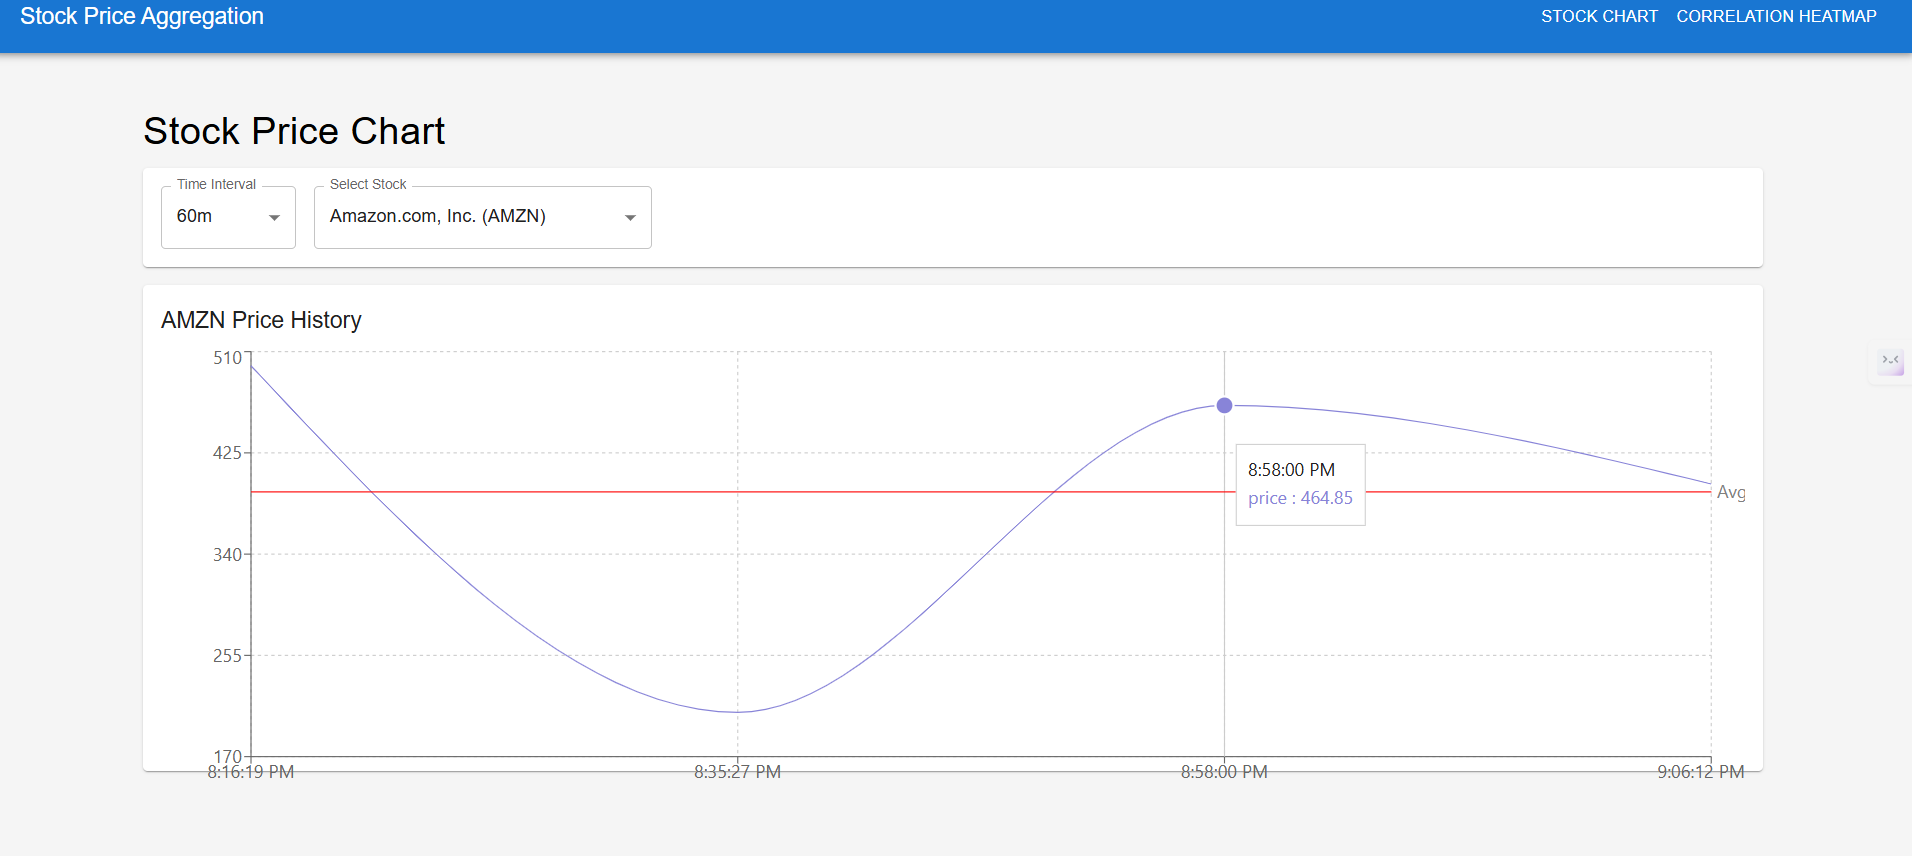 Stock Price Aggregation
STOCK CHART CORRELATION HEATMAP
Stock Price Chart
Time Interval
60m
Select Stock
Amazon.com, Inc. (AMZN)
AMZN Price History
510
425
340
255
170
8:58:00 PM
price : 464.85
Avg
8:16:19 PM 8:35:27 PM 8:58:00 PM 9:06:12 PM